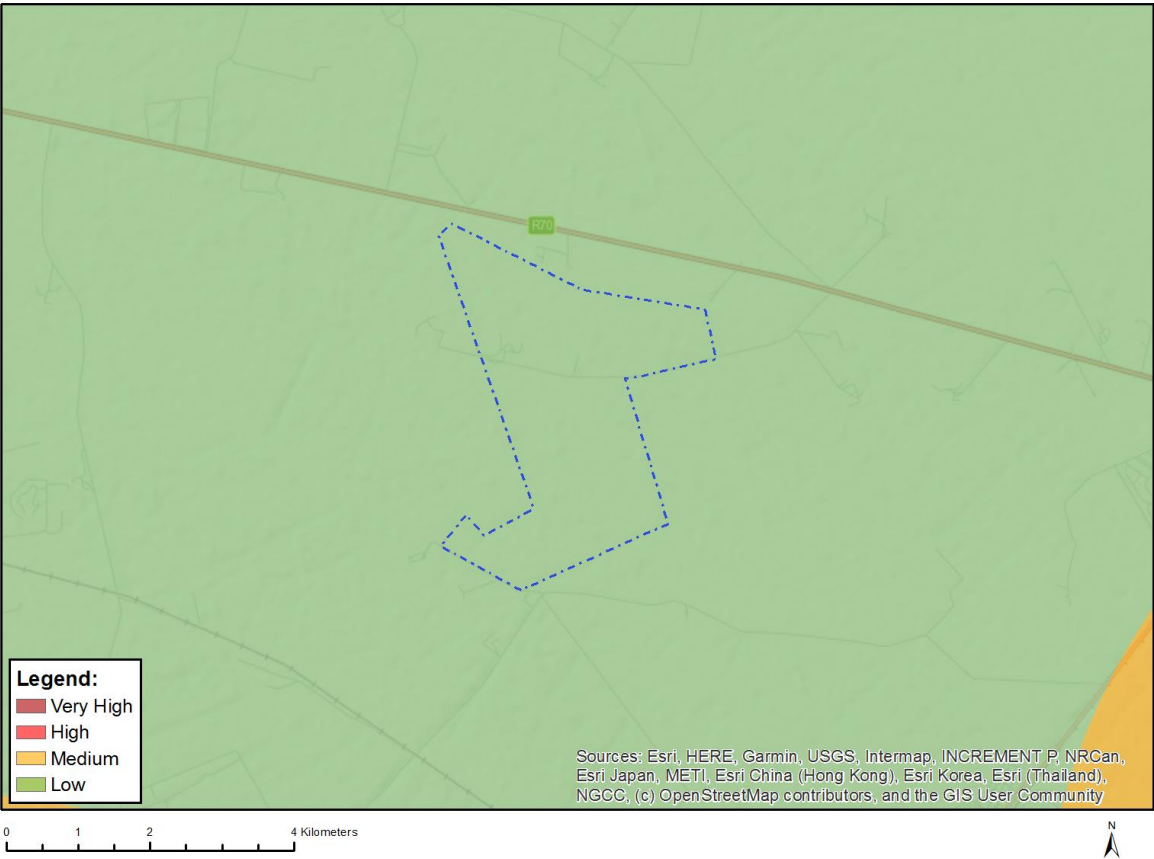 R70
Legend:
Very High
High
Medium
Low
Sources: Esri, HERE, Garmin, USGS, Intermap, INCREMENT P, NRCan,
Esri Japan, METI, Esri China (Hong Kong), Esri Korea, Esri (Thailand),
NGCC, (c) OpenStreetMap contributors, and the GIS User Community
0 1 2 4 Kilometers
N